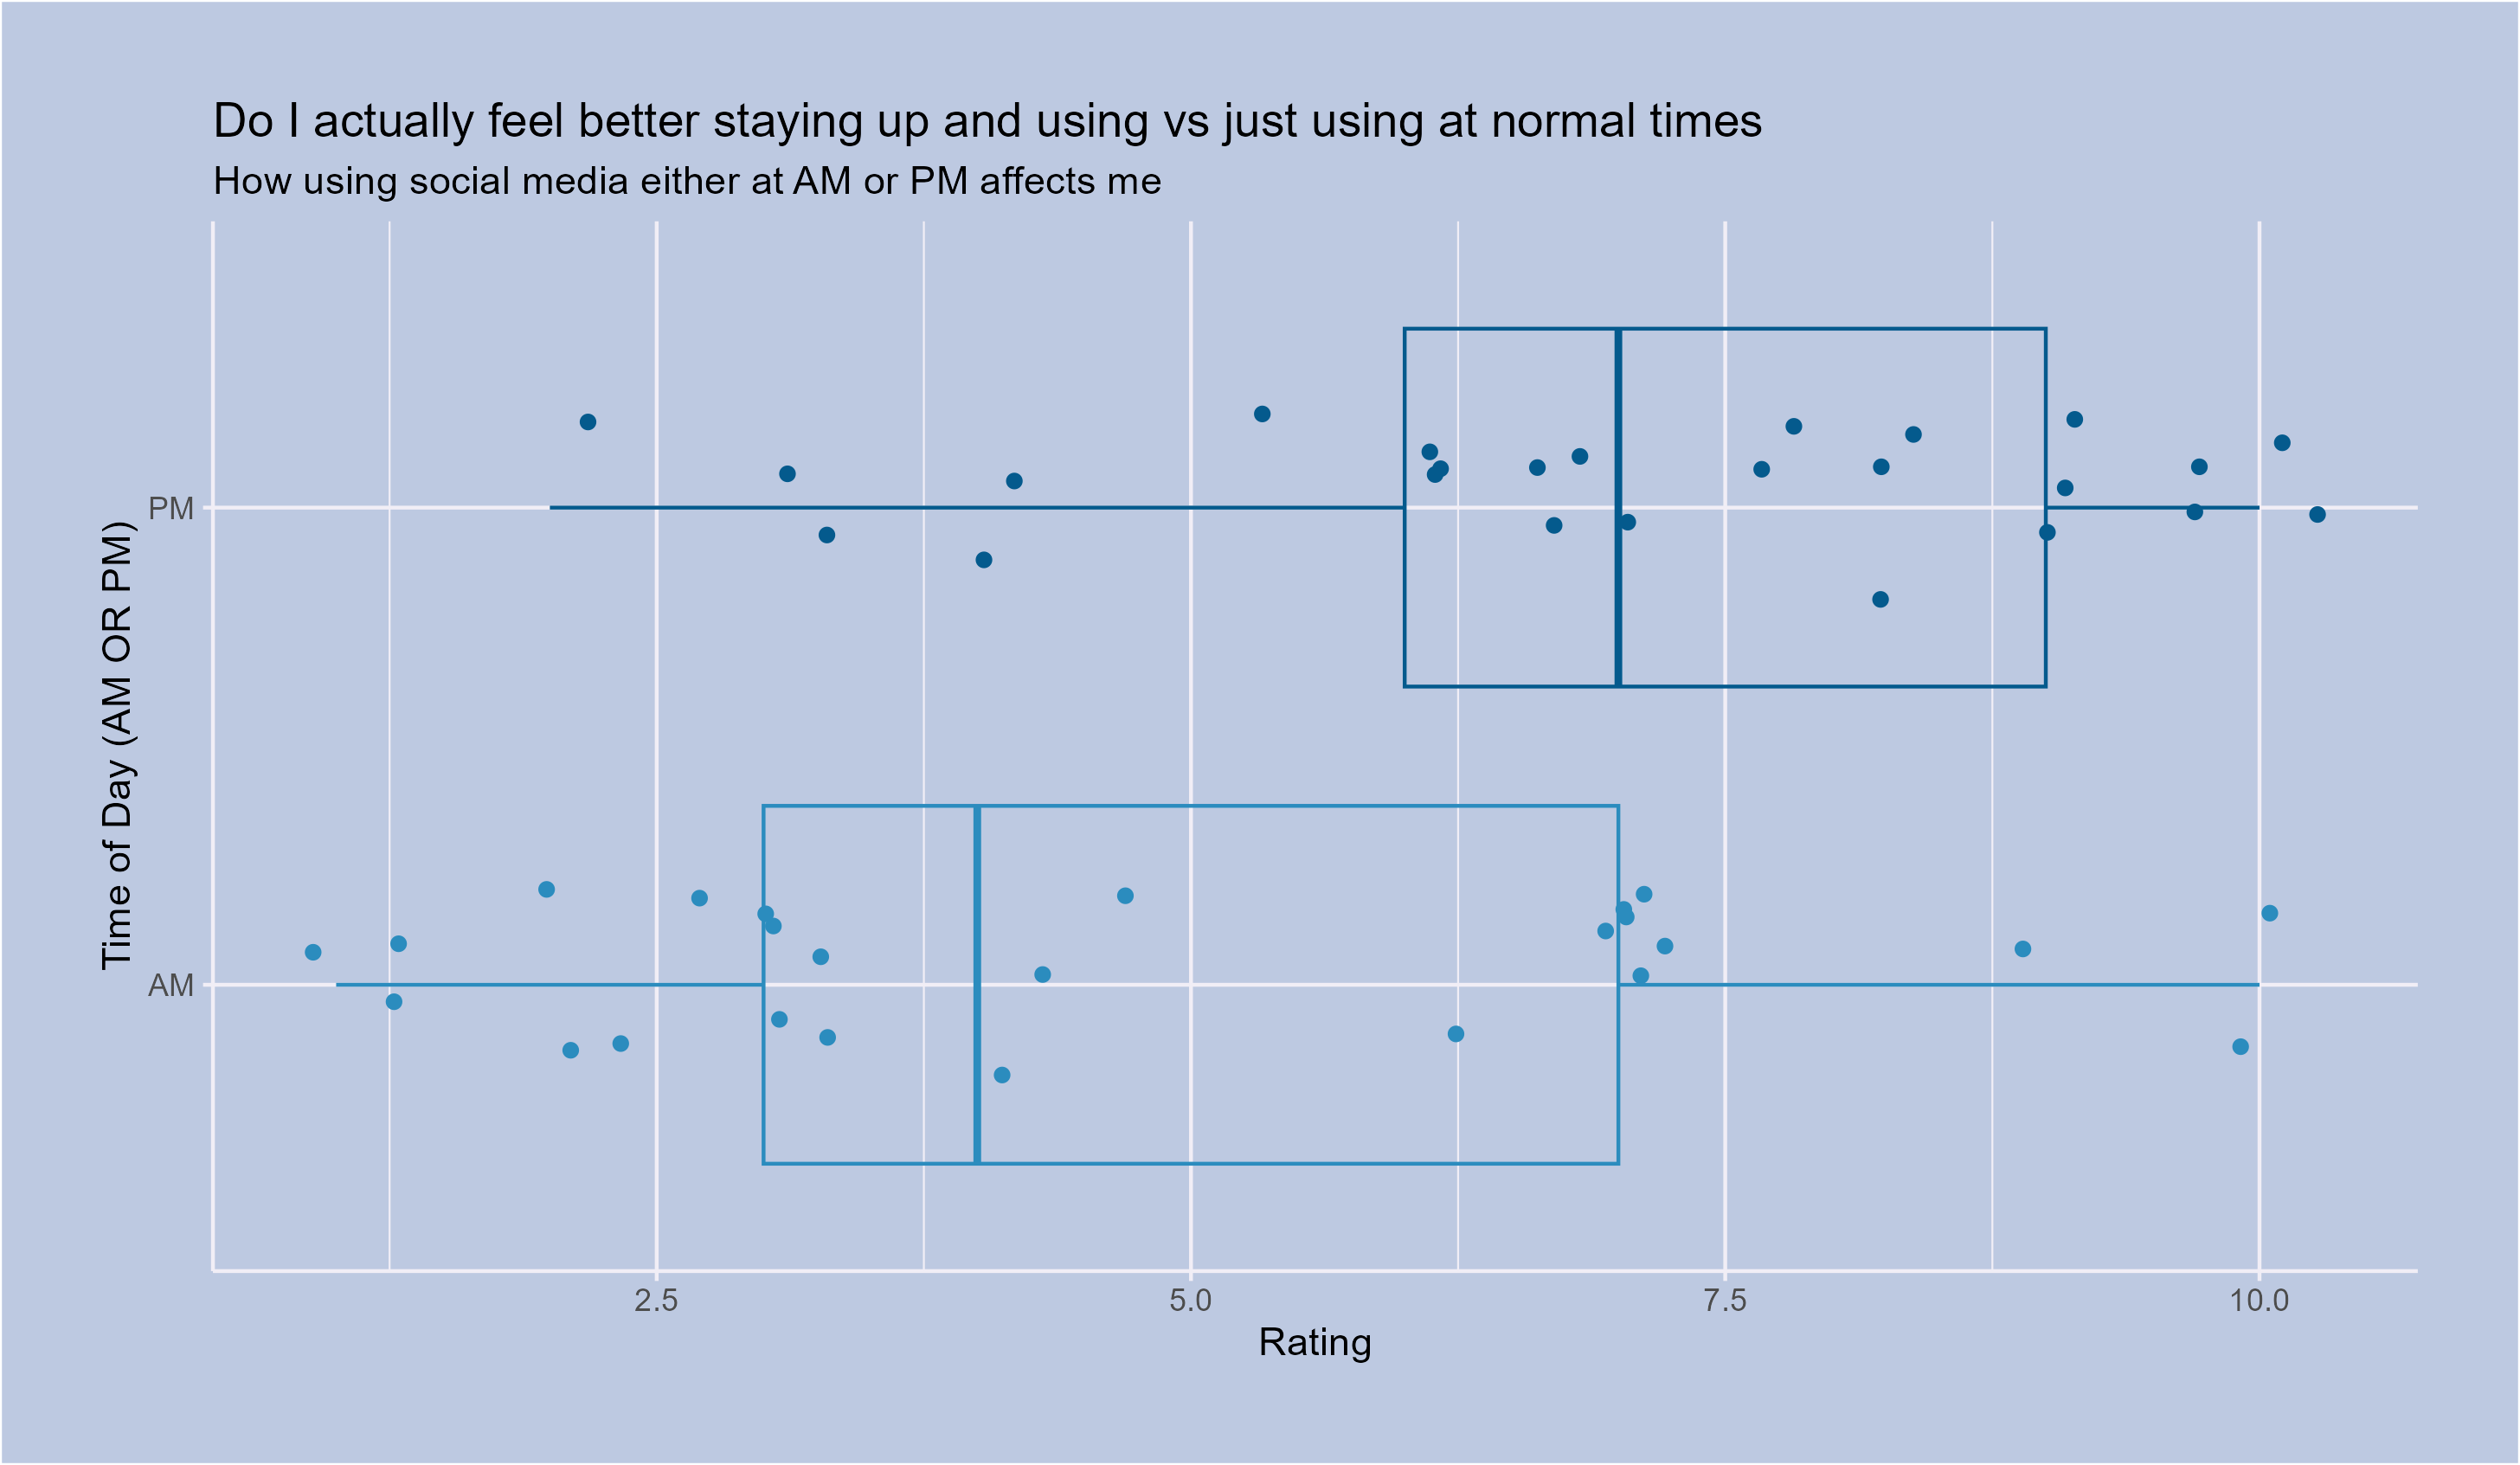 Do I actually feel better staying up and using vs just using at normal times
How using social media either at AM or PM affects me
Time of Day (AM OR PM)
PM
AM
2.5
5.0
7.5
10.0
Rating